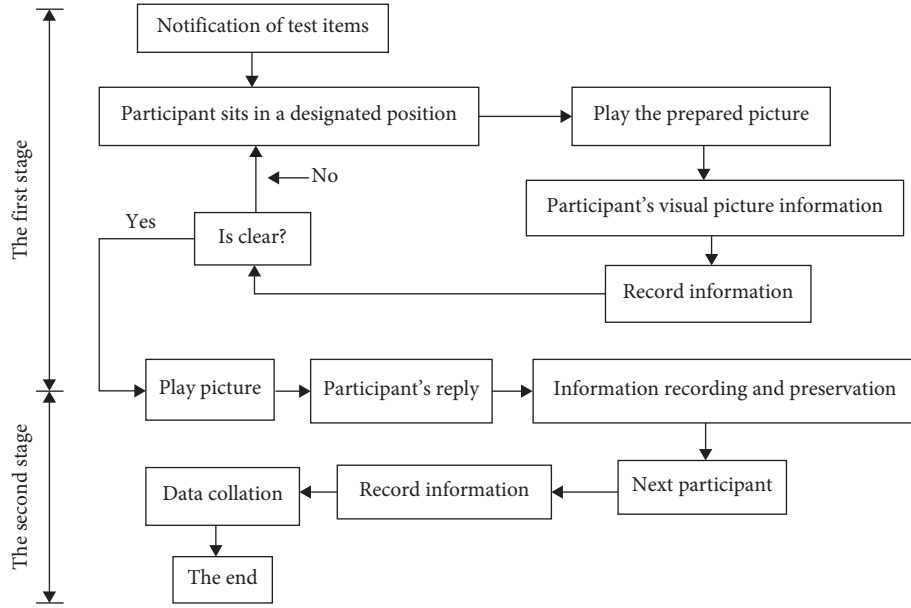 The first stage
Notification of test items
Participant sits in a designated position
Play the prepared picture
No
Participant's visual picture information
Yes
Is clear?
Record information
Play picture
Participant's reply
Information recording and preservation
The second stage
Data collation
Record information
Next participant
The end